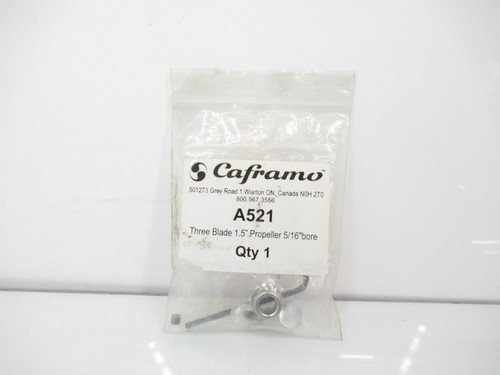 Caframo™
501273 Grey Road 1 Wiarton ON, Canada N0H 2T0
800.567.3556
A521
Three Blade 1.5" Propeller 5/16"bore
Qty 1